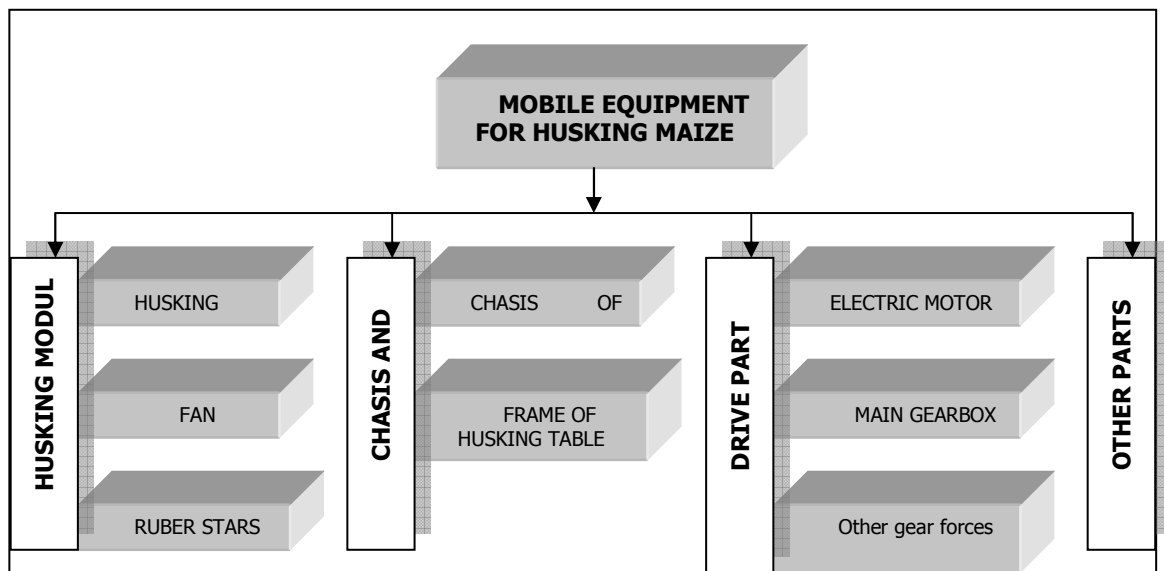 MOBILE EQUIPMENT
FOR HUSKING MAIZE
HUSKING MODUL
HUSKING
FAN
RUBER STARS
CHASIS AND
CHASIS OF
FRAME OF
HUSKING TABLE
DRIVE PART
ELECTRIC MOTOR
MAIN GEARBOX
Other gear forces
OTHER PARTS